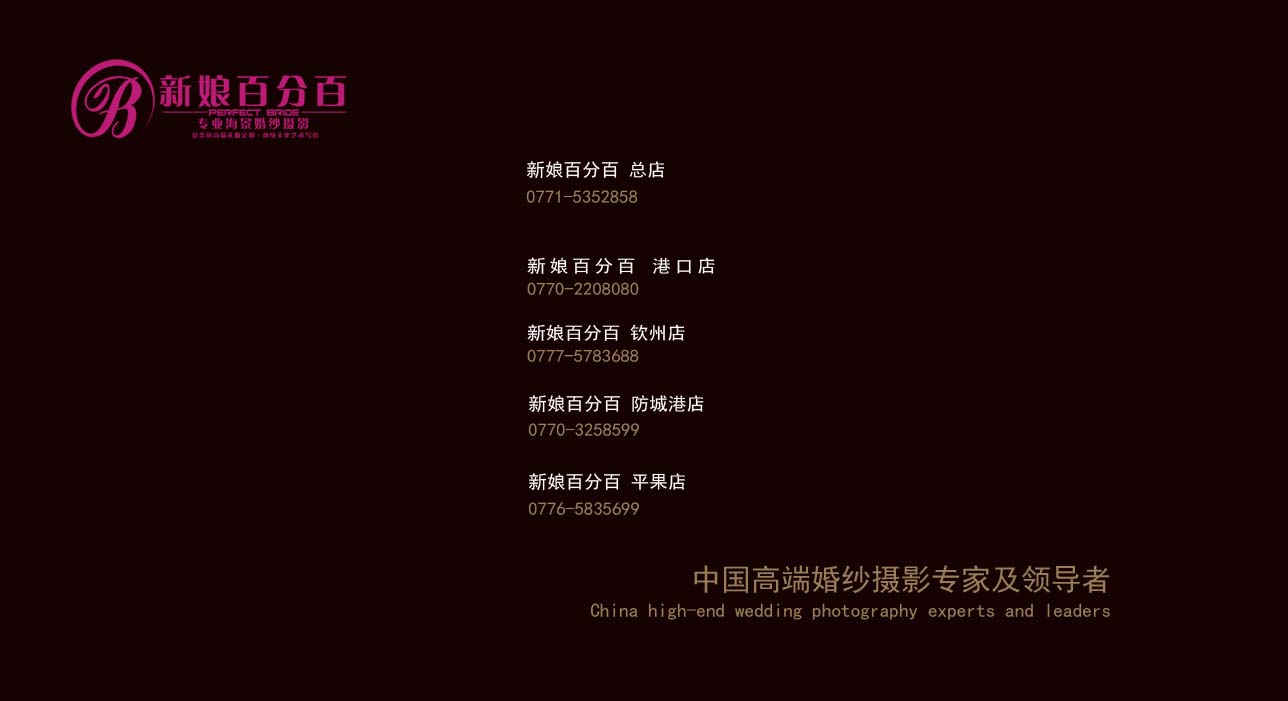 新娘百分百
PERFECT BRIDE
专业海景婚纱摄影
新娘百分百 总店
0771-5352858
新娘百分百 港口店
0770-2208080
新娘百分百 钦州店
0777-5783688
新娘百分百 防城港店
0770-3258599
新娘百分百 平果店
0776-5835699
中国高端婚纱摄影专家及领导者
China high-end wedding photography experts and leaders